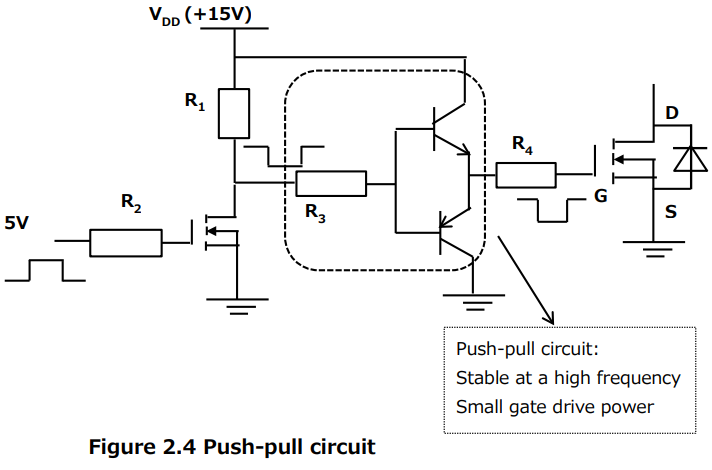 V_DD (+15V)
R₁
D
R₄
R₂
R₃
G
5V
S
Push-pull circuit:
Stable at a high frequency
Small gate drive power
Figure 2.4 Push-pull circuit